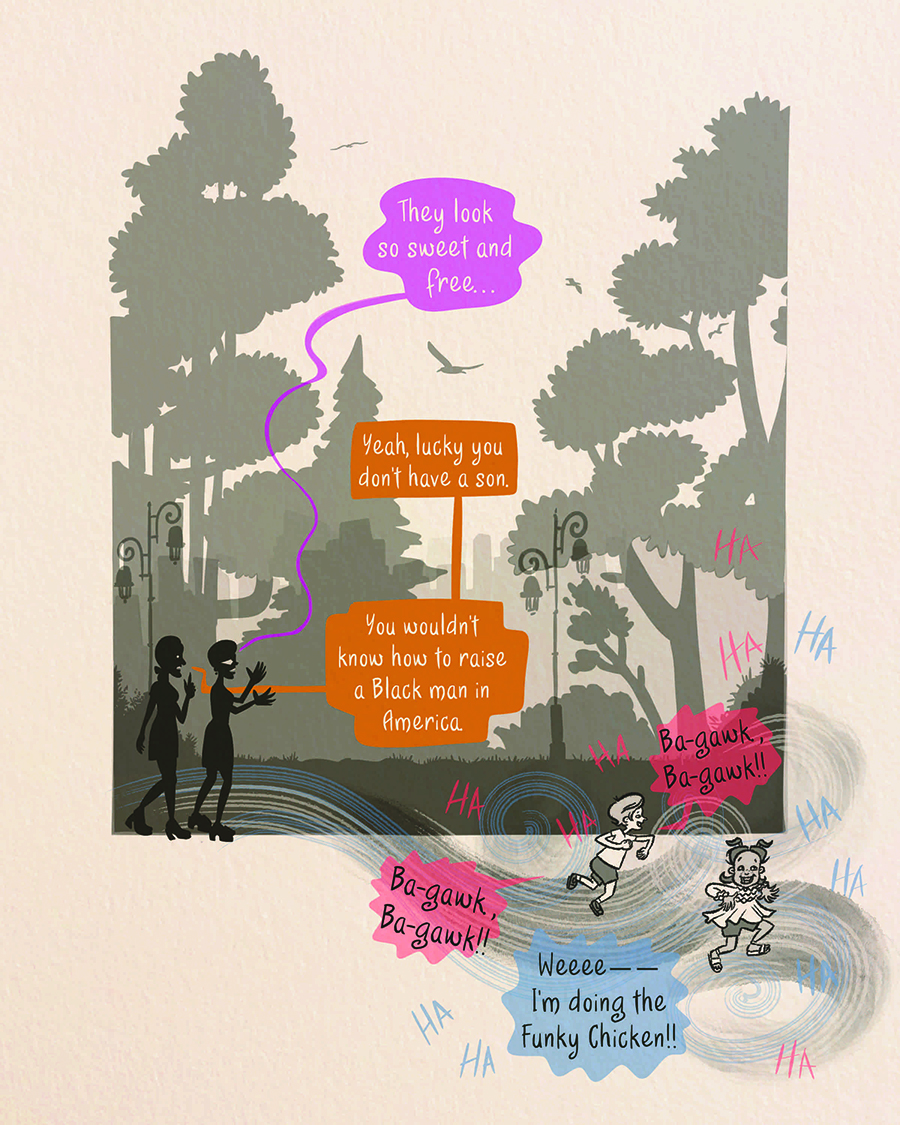 They look
so sweet and
free...
Yeah, lucky you
don't have a son.
You wouldn't
know how to raise
a Black man in
America
HA
HA
HA
Ba-gawk,
Ba-gawk!!
HA
HA
HA
HA
Ba-gawk,
Ba-gawk!!
HA
Weeee——
I'm doing the
Funky Chicken!!
HA
HA
HA
HA